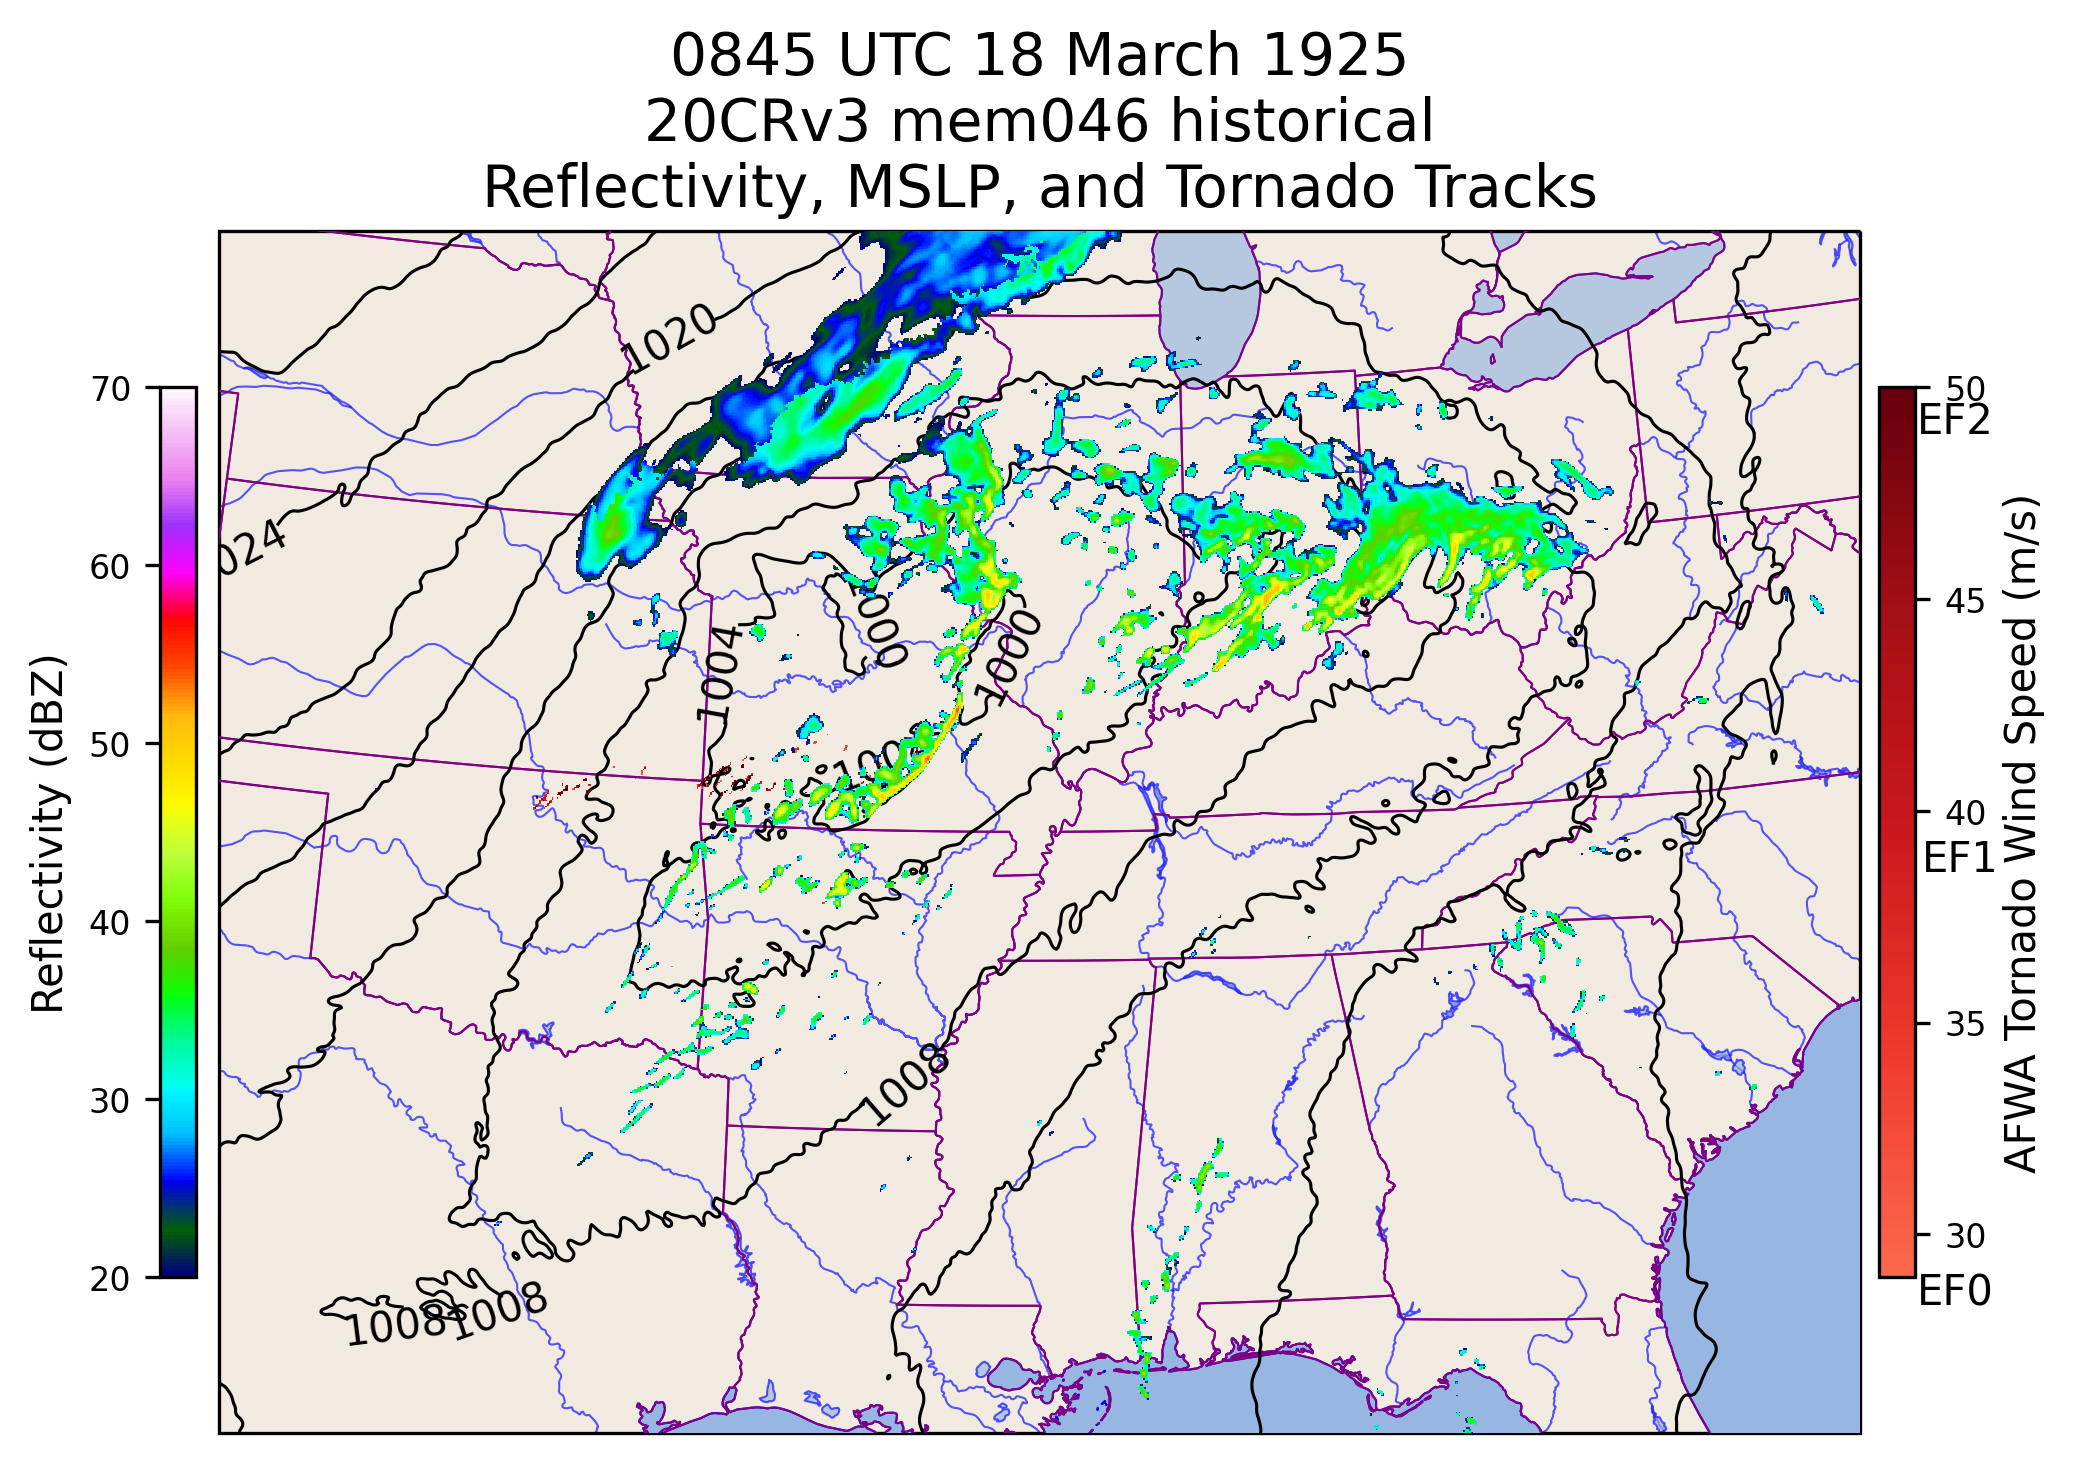 0845 UTC 18 March 1925
20CRv3 mem046 historical
Reflectivity, MSLP, and Tornado Tracks
1020
024
1004
1000
1000
1008
1008
1008
70
60
50
40
30
20
Reflectivity (dBZ)
50
EF2
45
40
EF1
35
30
EF0
AFWA Tornado Wind Speed (m/s)